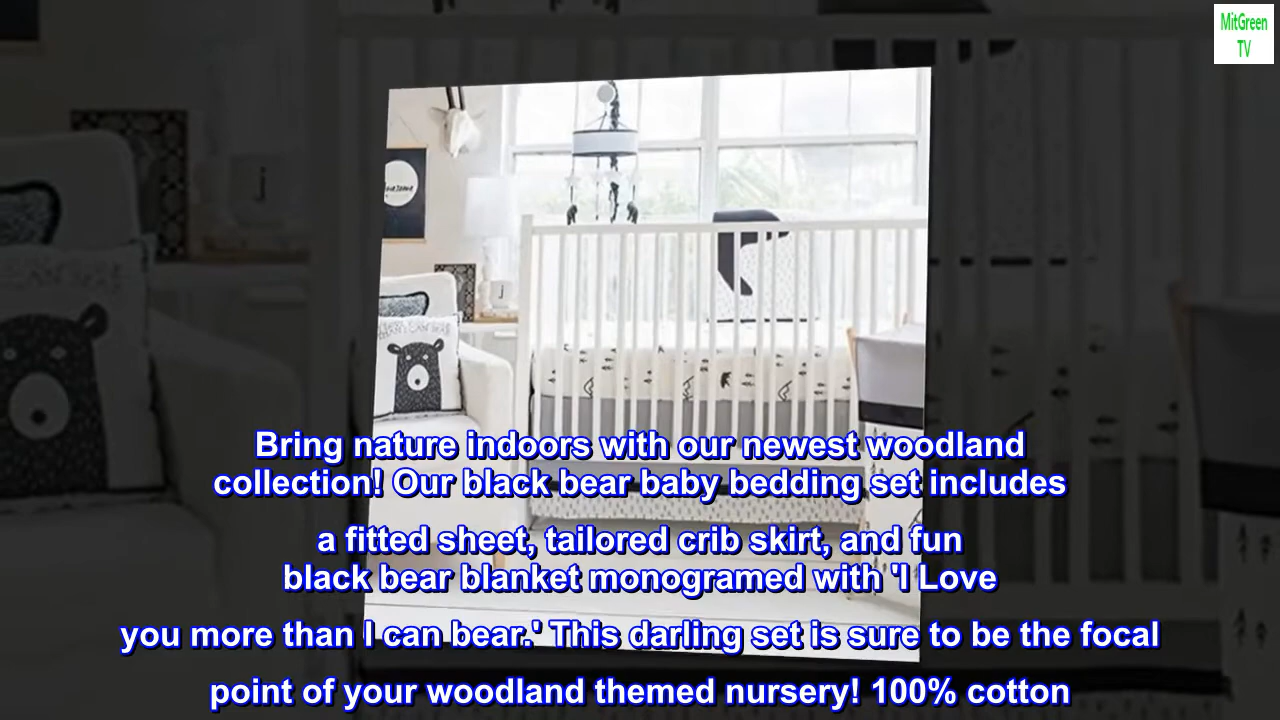 MitGreen
TV
Bring nature indoors with our newest woodland
collection! Our black bear baby bedding set includes
a fitted sheet, tailored crib skirt, and fun
black bear blanket monogramed with 'I Love
you more than I can bear.' This darling set is sure to be the focal
point of your woodland themed nursery! 100% cotton